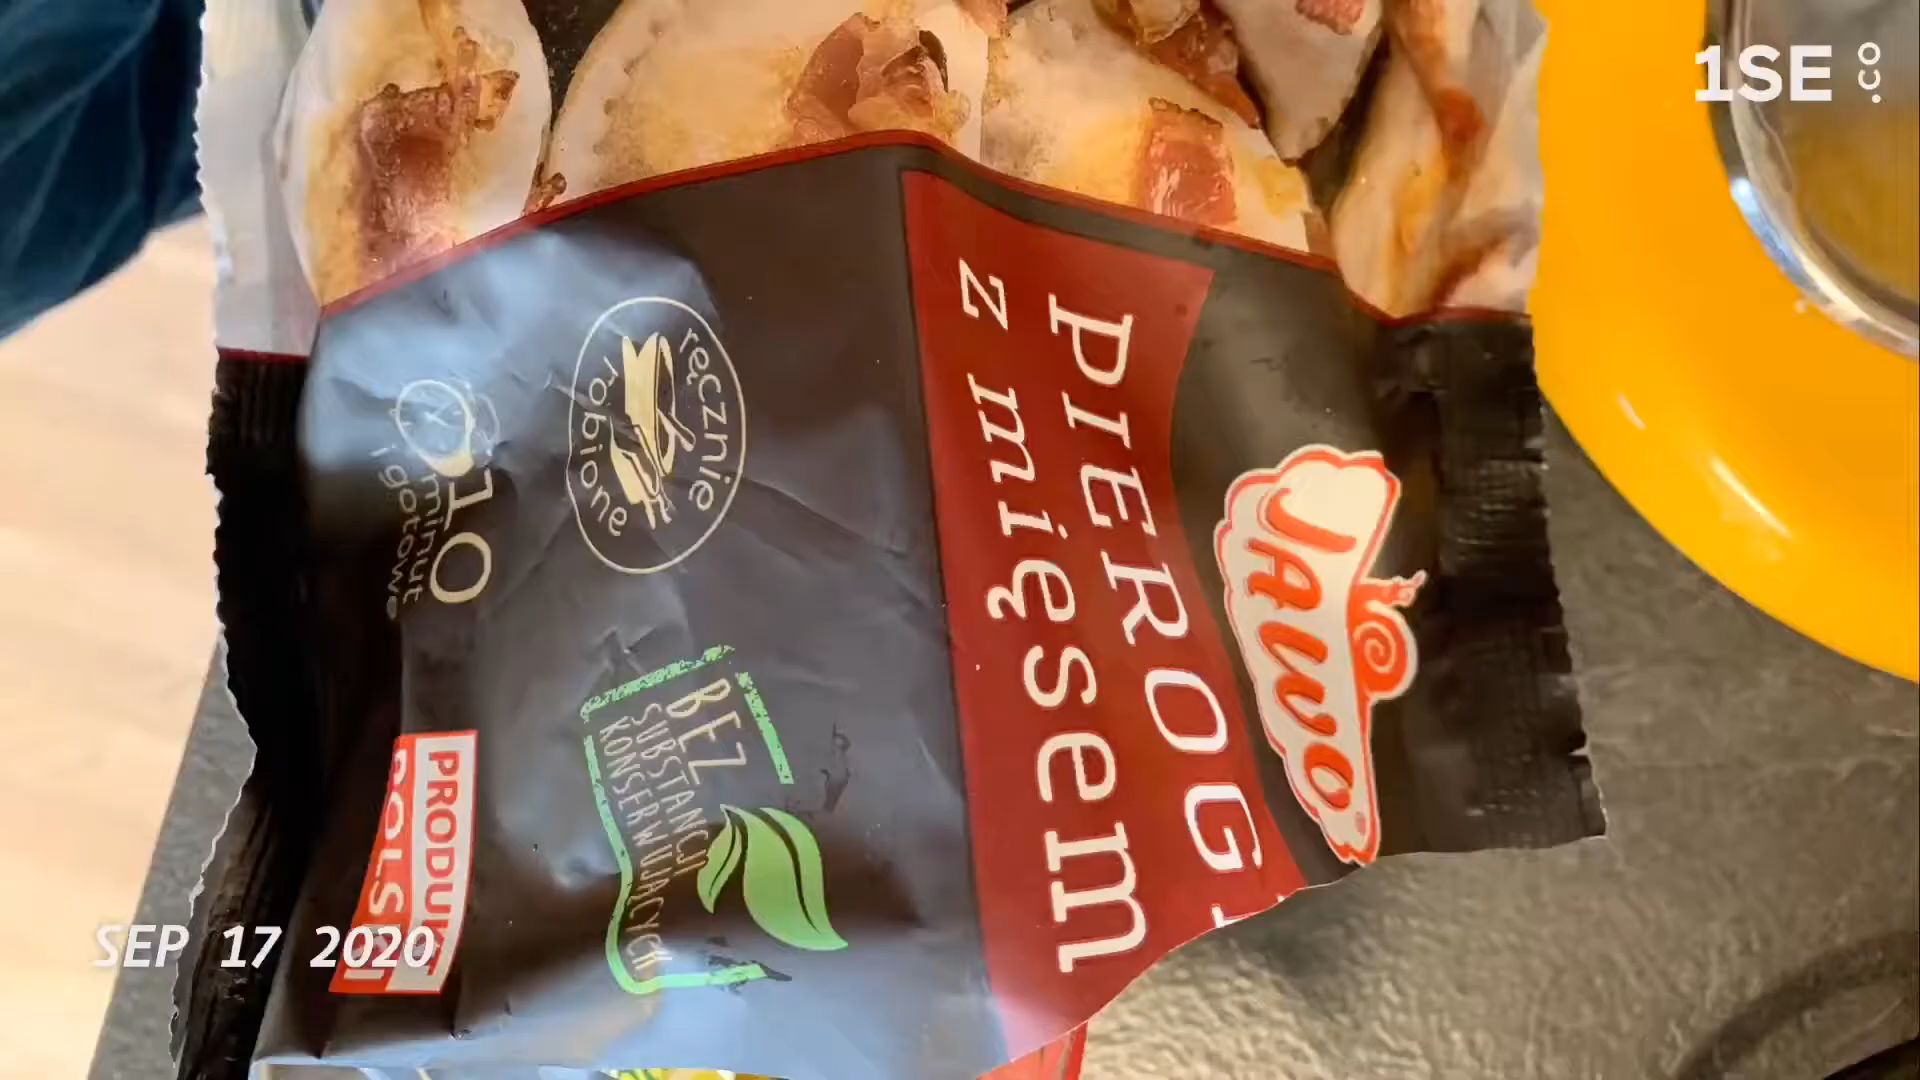 1SE
.co
JAWO
PIEROGI
z mięsem
ręcznie
robione
BEZ
SUBSTANCJI
KONSERWUJĄCYCH
10
minut
i gotowe
PRODUKT
POLSKI
SEP 17 2020